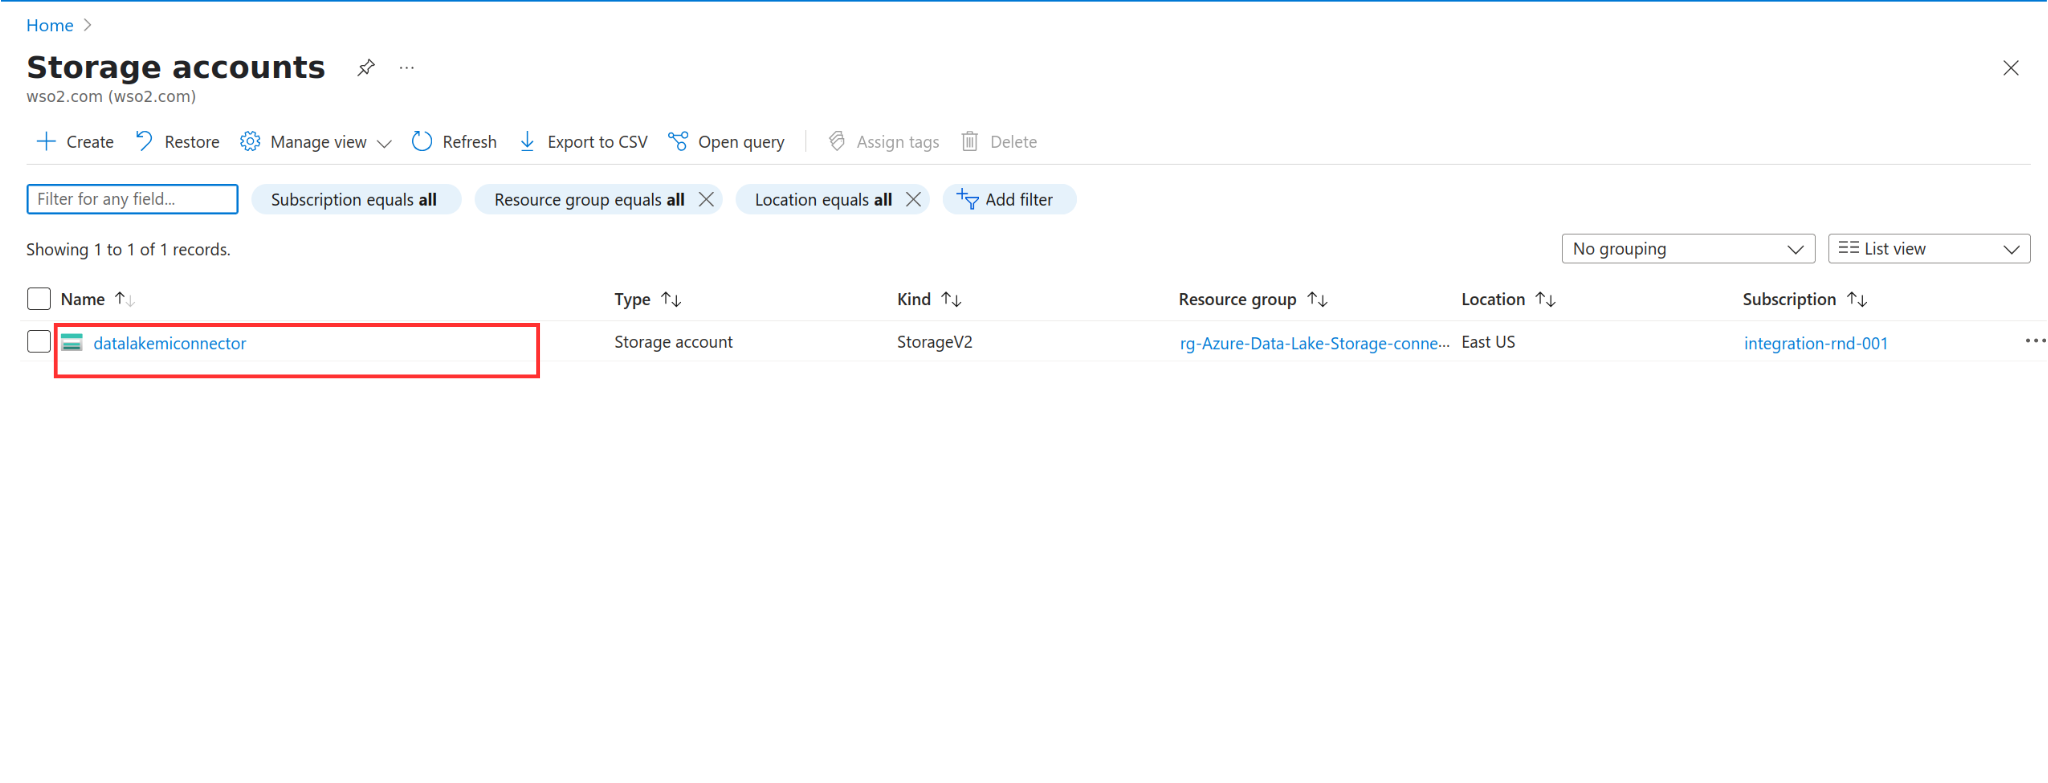 Home
Storage accounts
wso2.com (wso2.com)
Create Restore Manage view Refresh Export to CSV Open query Assign tags Delete
Filter for any field... Subscription equals all Resource group equals all Location equals all Add filter
Showing 1 to 1 of 1 records. No grouping List view
Name Type Kind Resource group Location Subscription
datalakemiconnector Storage account StorageV2 rg-Azure-Data-Lake-Storage-conne... East US integration-rnd-001